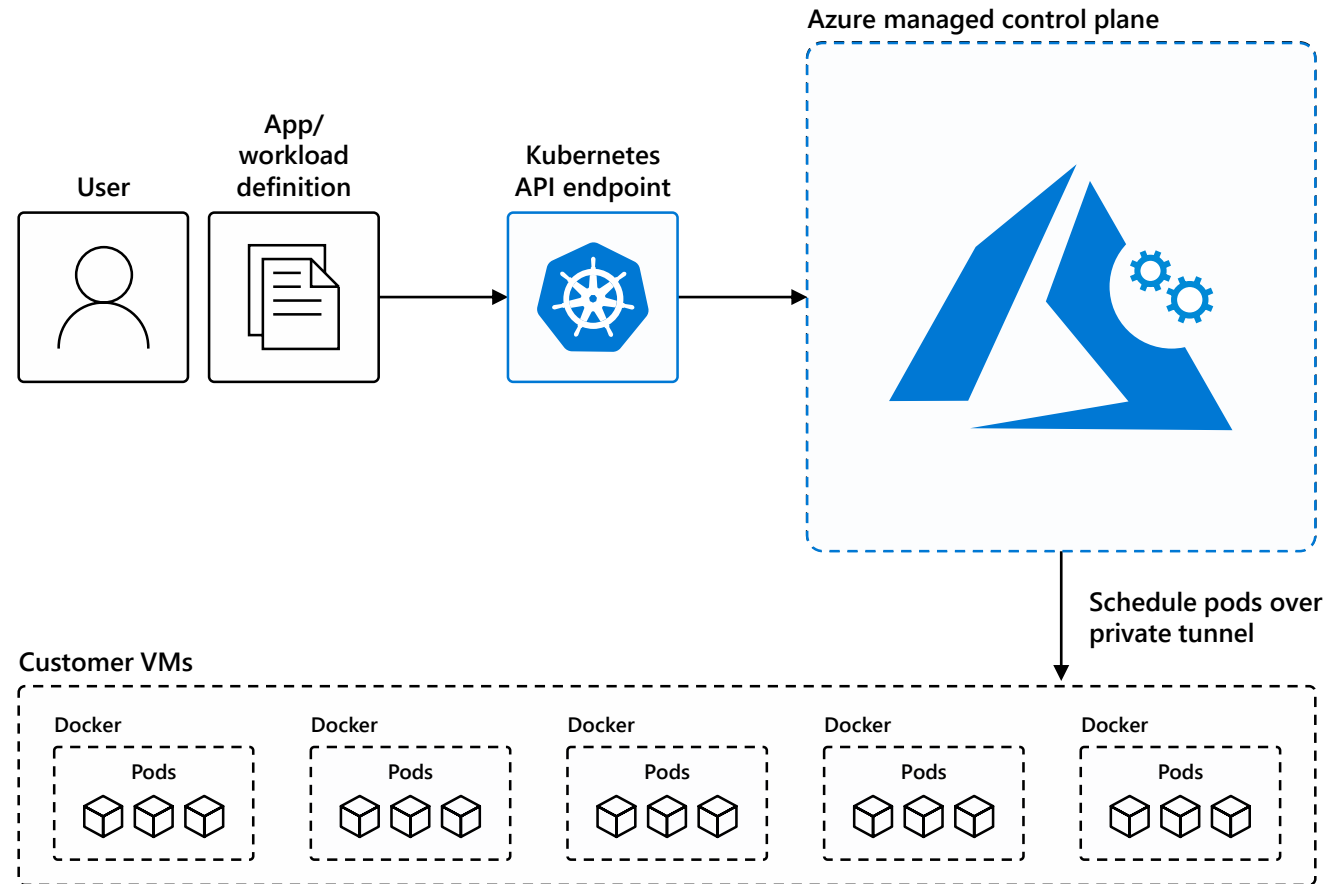 Azure managed control plane
App/
workload
definition
User
Kubernetes
API endpoint
Schedule pods over
private tunnel
Customer VMs
Docker
Docker
Docker
Docker
Docker
Pods
Pods
Pods
Pods
Pods